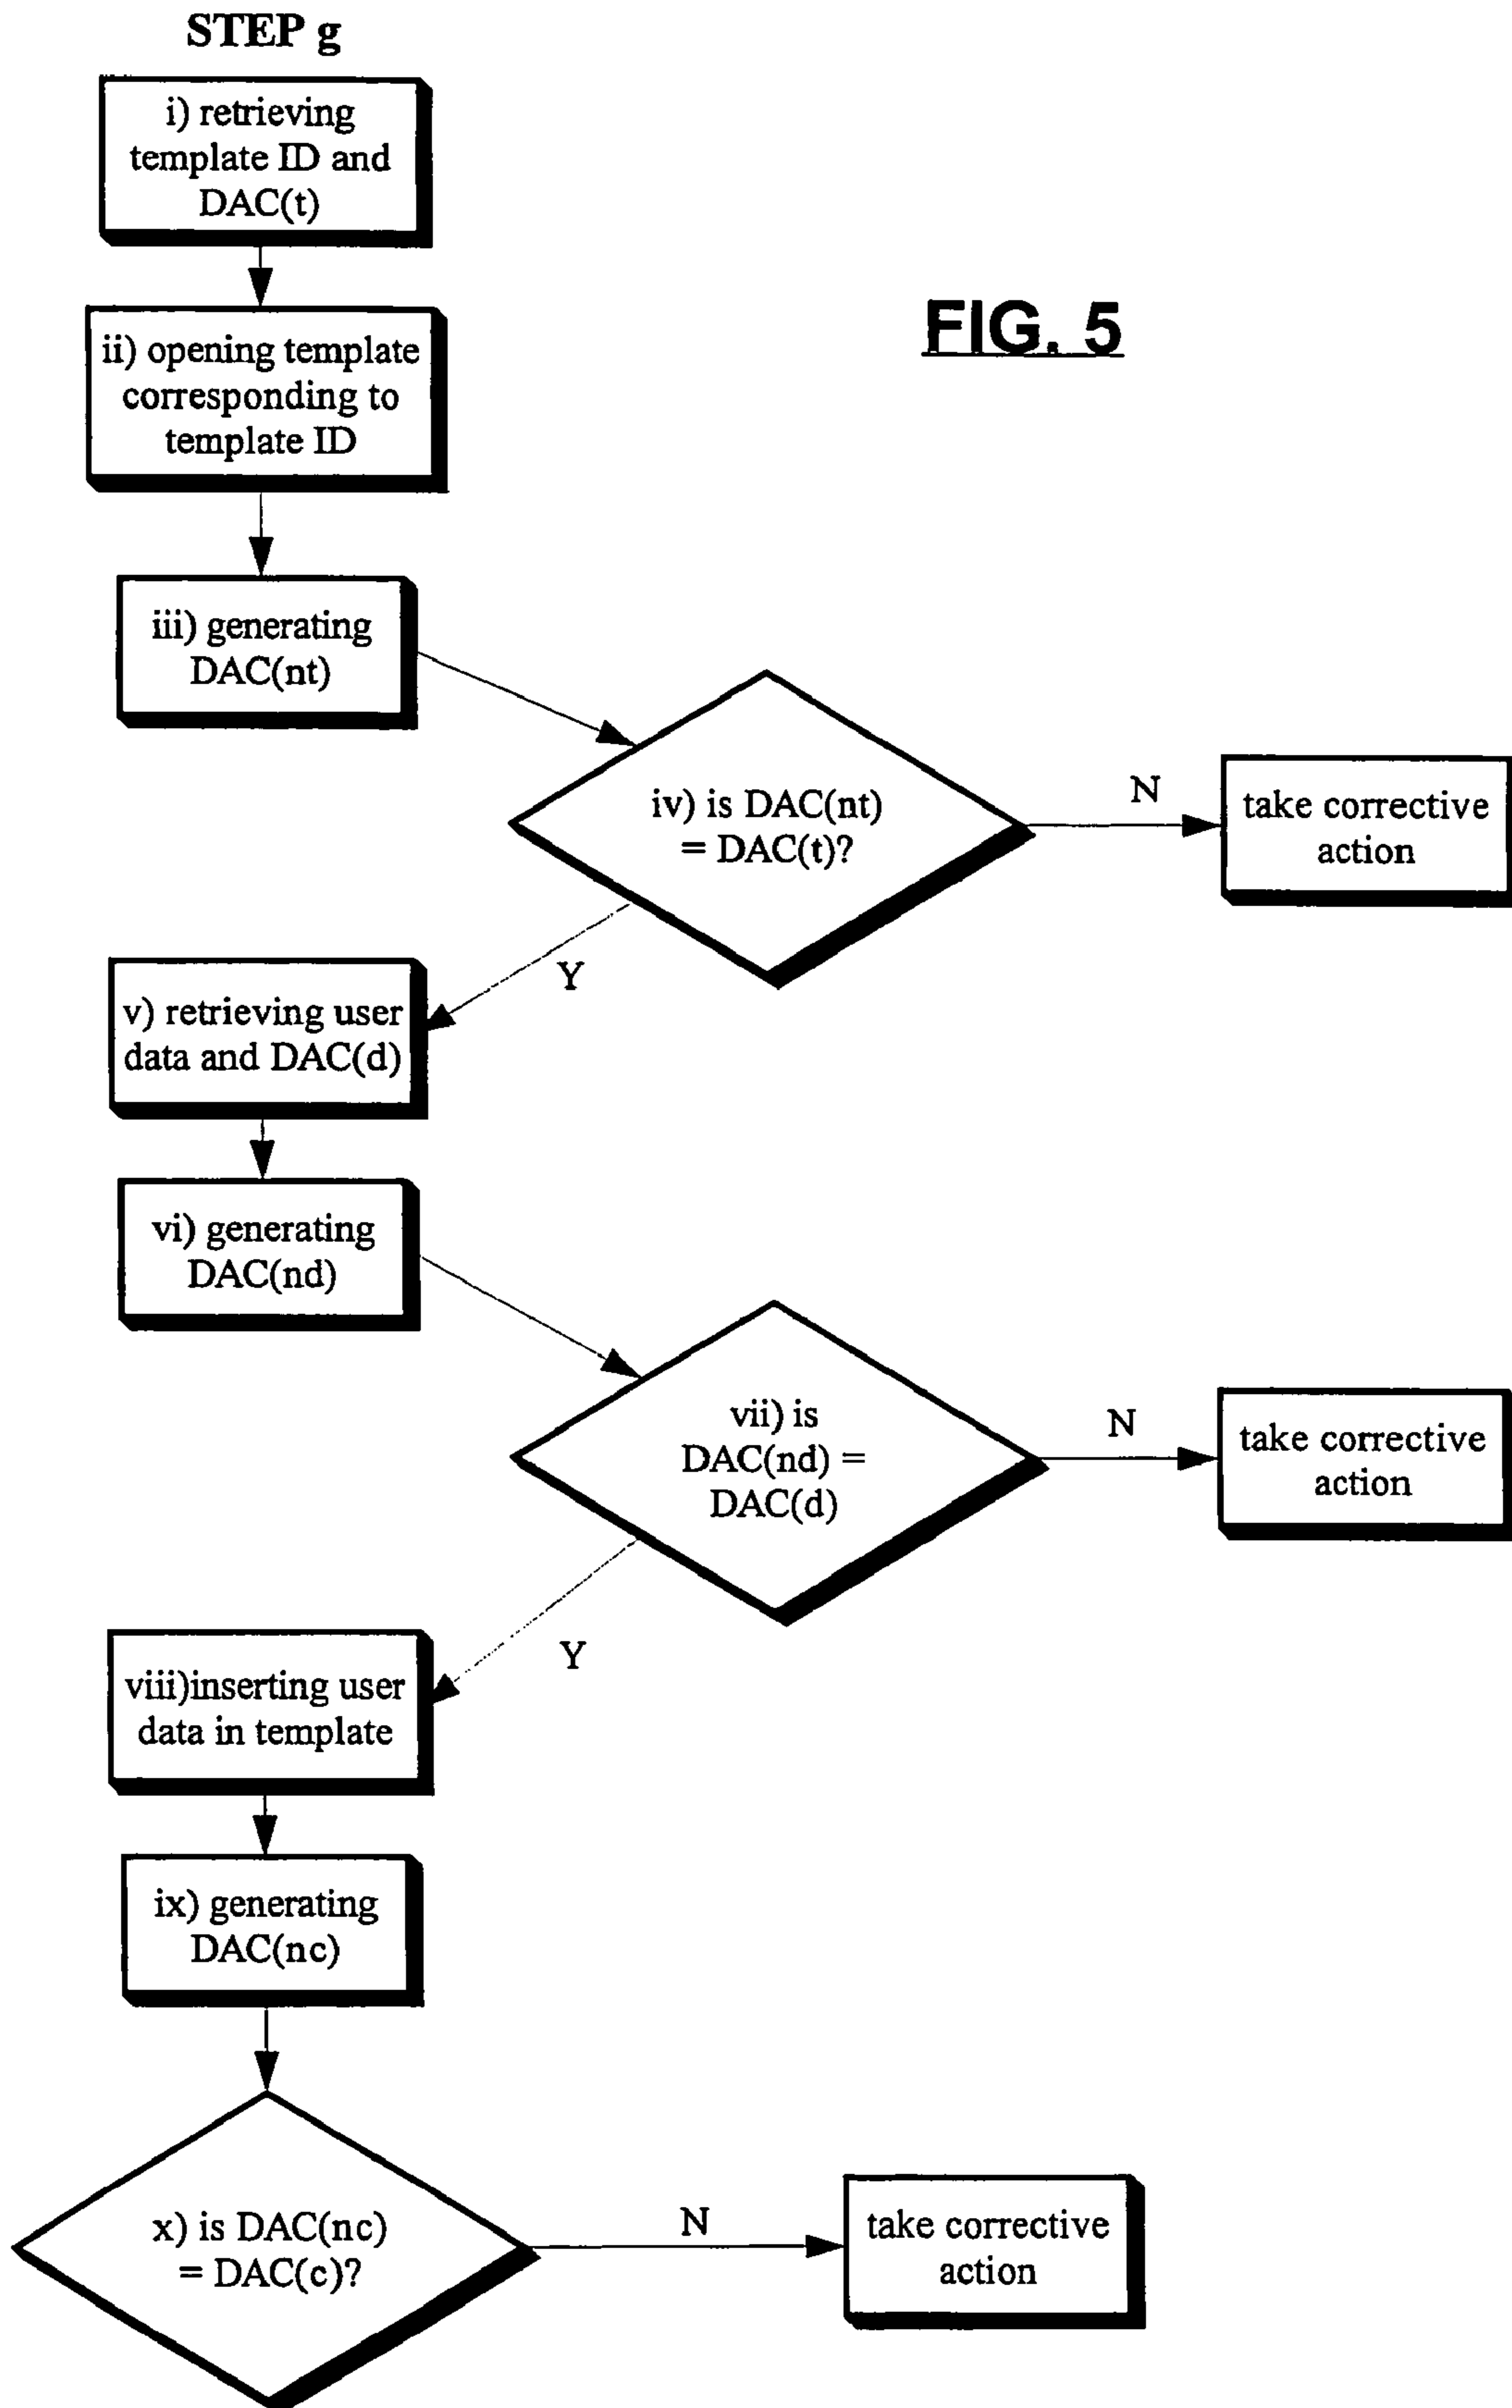 STEP g
i) retrieving
template ID and
DAC(t)
FIG. 5
ii) opening template
corresponding to
template ID
iii) generating
DAC(nt)
iv) is DAC(nt)
= DAC(t)?
N
take corrective
action
Y
v) retrieving user
data and DAC(d)
vi) generating
DAC(nd)
vii) is
DAC(nd) =
DAC(d)
N
take corrective
action
Y
viii)inserting user
data in template
ix) generating
DAC(nc)
x) is DAC(nc)
= DAC(c)?
N
take corrective
action